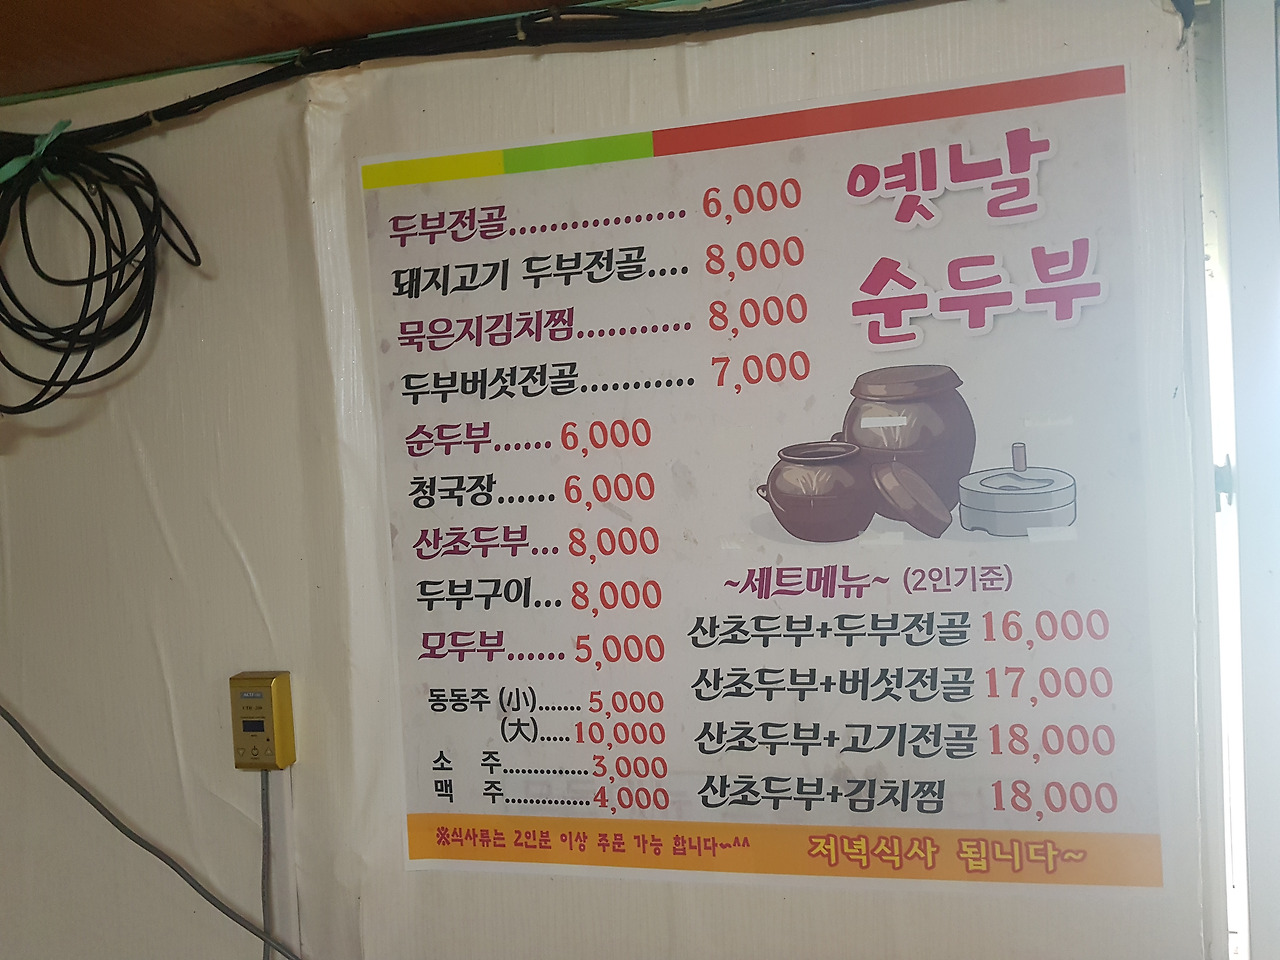 옛날
순두부
두부전골................ 6,000
돼지고기 두부전골.... 8,000
묵은지김치찜........... 8,000
두부버섯전골........... 7,000
순두부...... 6,000
청국장...... 6,000
산초두부... 8,000
두부구이... 8,000
모두부...... 5,000
동동주 (小)....... 5,000
(大)..... 10,000
소 주.............. 3,000
맥 주.............. 4,000
~세트메뉴~ (2인기준)
산초두부+두부전골 16,000
산초두부+버섯전골 17,000
산초두부+고기전골 18,000
산초두부+김치찜 18,000
※식사류는 2인분 이상 주문 가능 합니다~^^
저녁식사 됩니다~